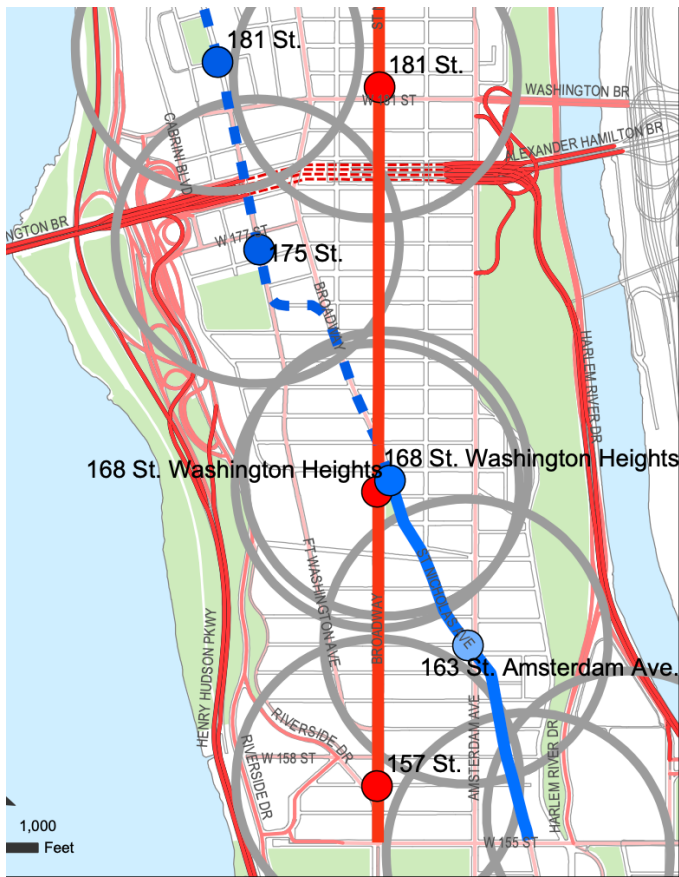 ST
181 St.
181 St.
WASHINGTON BR
W 181 ST
CABRINI BLVD
ALEXANDER HAMILTON BR
NGTON BR
W 177 ST
175 St.
BROADWAY
HARLEM RIVER DR
168 St. Washington Heights
168 St. Washington Heights
FT WASHINGTON AVE
ST NICHOLAS AVE
BROADWAY
163 St. Amsterdam Ave.
HENRY HUDSON PKWY
RIVERSIDE DR
RIVERSIDE DR
AMSTERDAM AVE
HARLEM RIVER DR
W 158 ST
157 St.
1,000
Feet
W 155 ST